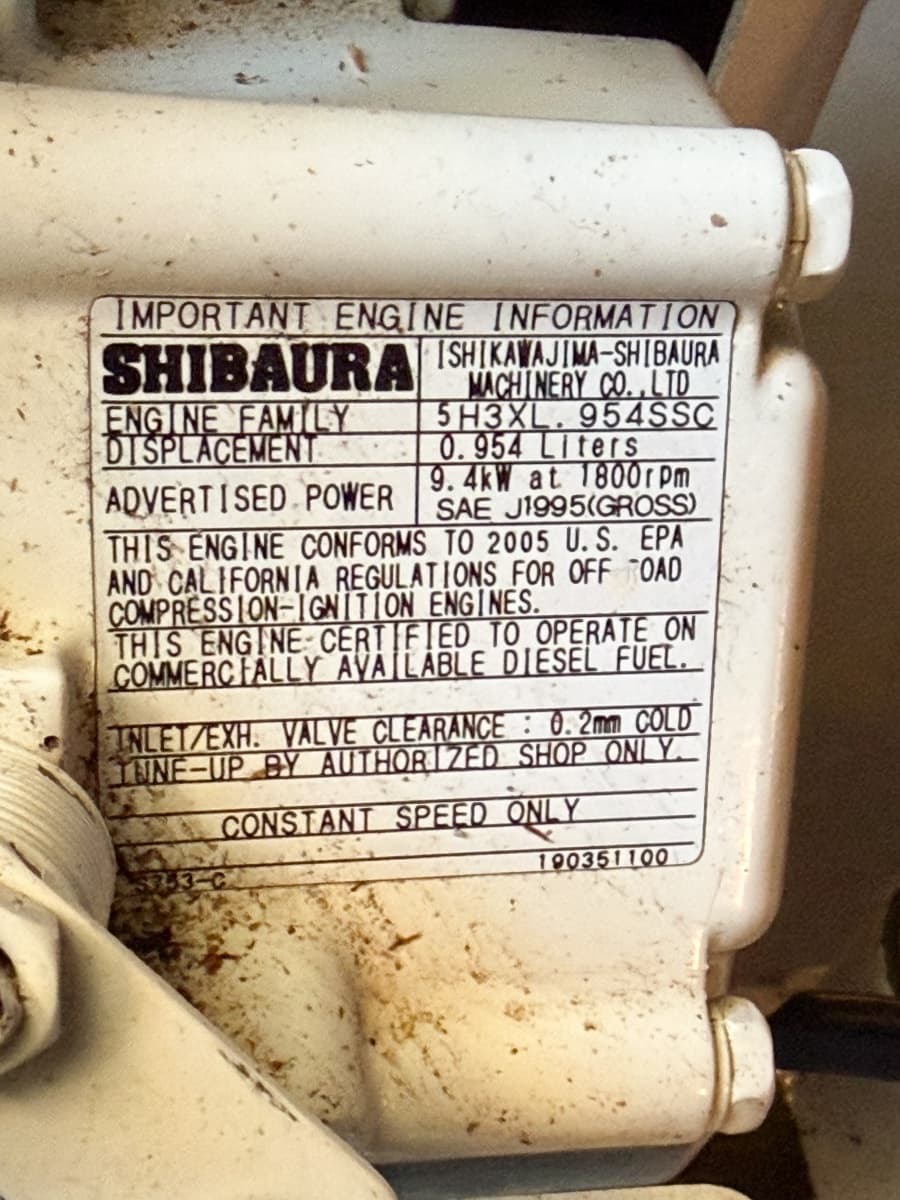 IMPORTANT ENGINE INFORMATION
SHIBAURA
ISHIKAWAJIMA-SHIBAURA
MACHINERY CO.,LTD
ENGINE FAMILY 5H3XL.954SSC
DISPLACEMENT 0.954 Liters
ADVERTISED POWER
9.4kW at 1800rpm
SAE J1995(GROSS)
THIS ENGINE CONFORMS TO 2005 U.S. EPA
AND CALIFORNIA REGULATIONS FOR OFF OAD
COMPRESSION-IGNITION ENGINES.
THIS ENGINE CERTIFIED TO OPERATE ON
COMMERCIALLY AVAILABLE DIESEL FUEL.
INLET/EXH. VALVE CLEARANCE : 0.2mm COLD
TUNE-UP BY AUTHORIZED SHOP ONLY.
CONSTANT SPEED ONLY
190351100